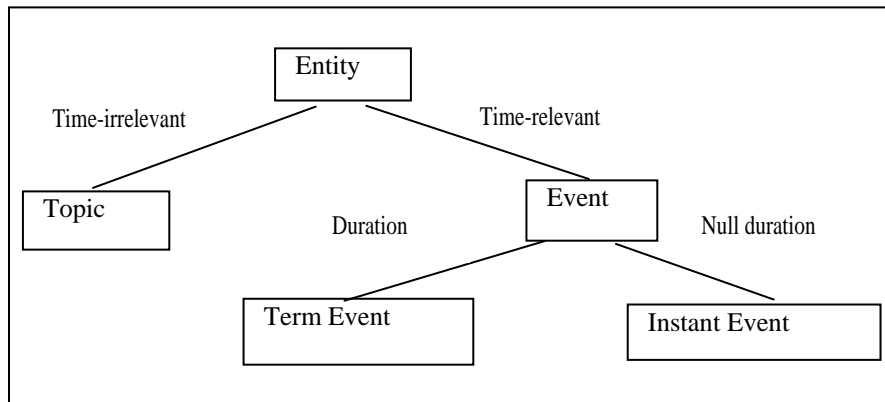 Entity
Time-irrelevant
Time-relevant
Topic
Event
Duration
Null duration
Term Event
Instant Event